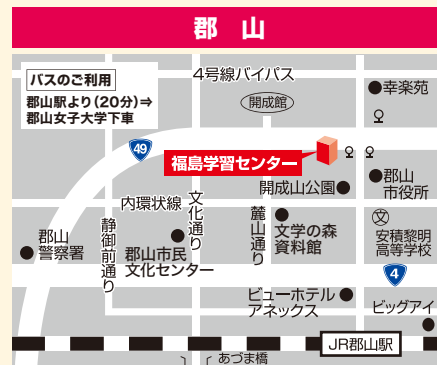 郡 山
バスのご利用
郡山駅より(20分)⇒
郡山女子大学下車
4号線バイパス
幸楽苑
開成館
49
福島学習センター
開成山公園
郡山
市役所
内環状線
文化通り
静御前通り
麓山通り
文
安積黎明
高等学校
文学の森
資料館
郡山
警察署
郡山市民
文化センター
4
ビューホテル
アネックス
ビッグアイ
JR郡山駅
あづま橋